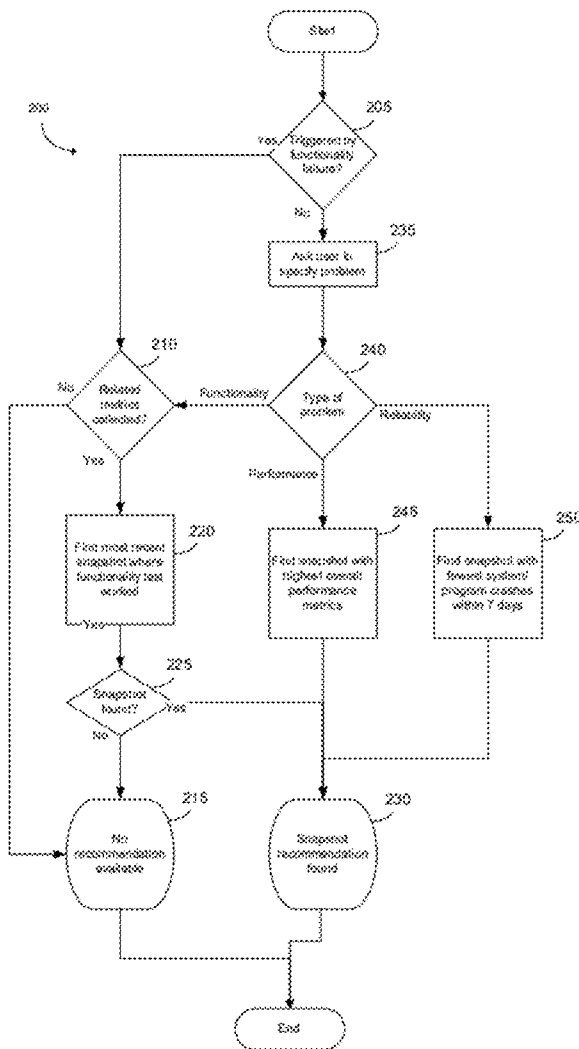 Start
200
205
Yes
Triggered by
functionality
failure?
No
235
Ask user to
specify problem
210
240
No
Related
metrics
collected?
Functionality
Type of
problem
Reliability
Yes
Performance
220
245
250
Find most recent
snapshot where
functionality test
worked
Find snapshot with
highest overall
performance
metrics
Find snapshot with
fewest system/
program crashes
within 7 days
Yes
225
Snapshot
found?
Yes
No
215
230
No
recommendation
available
Snapshot
recommendation
found
End